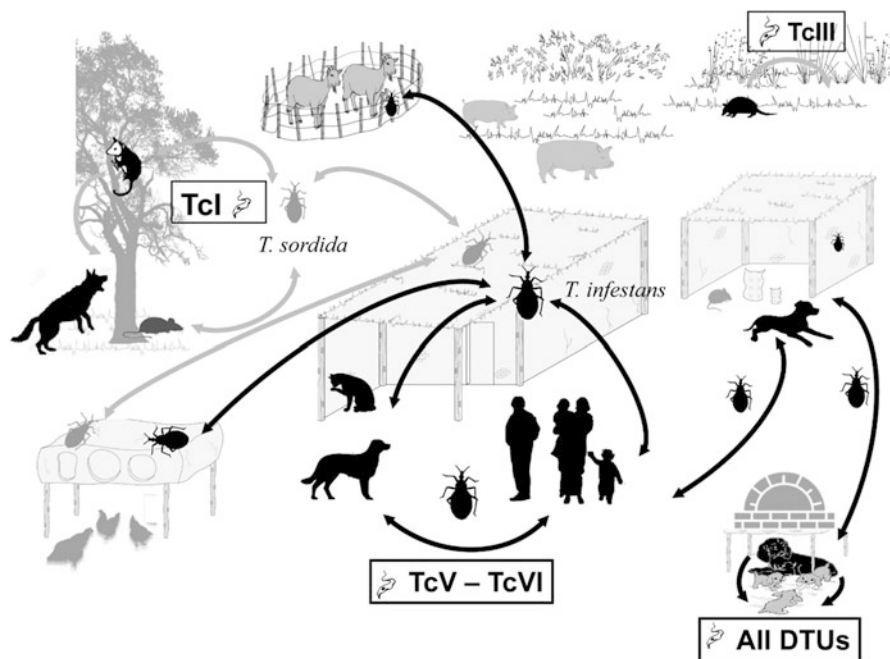 TcIII
TcI
T. sordida
T. infestans
TcV – TcVI
All DTUs